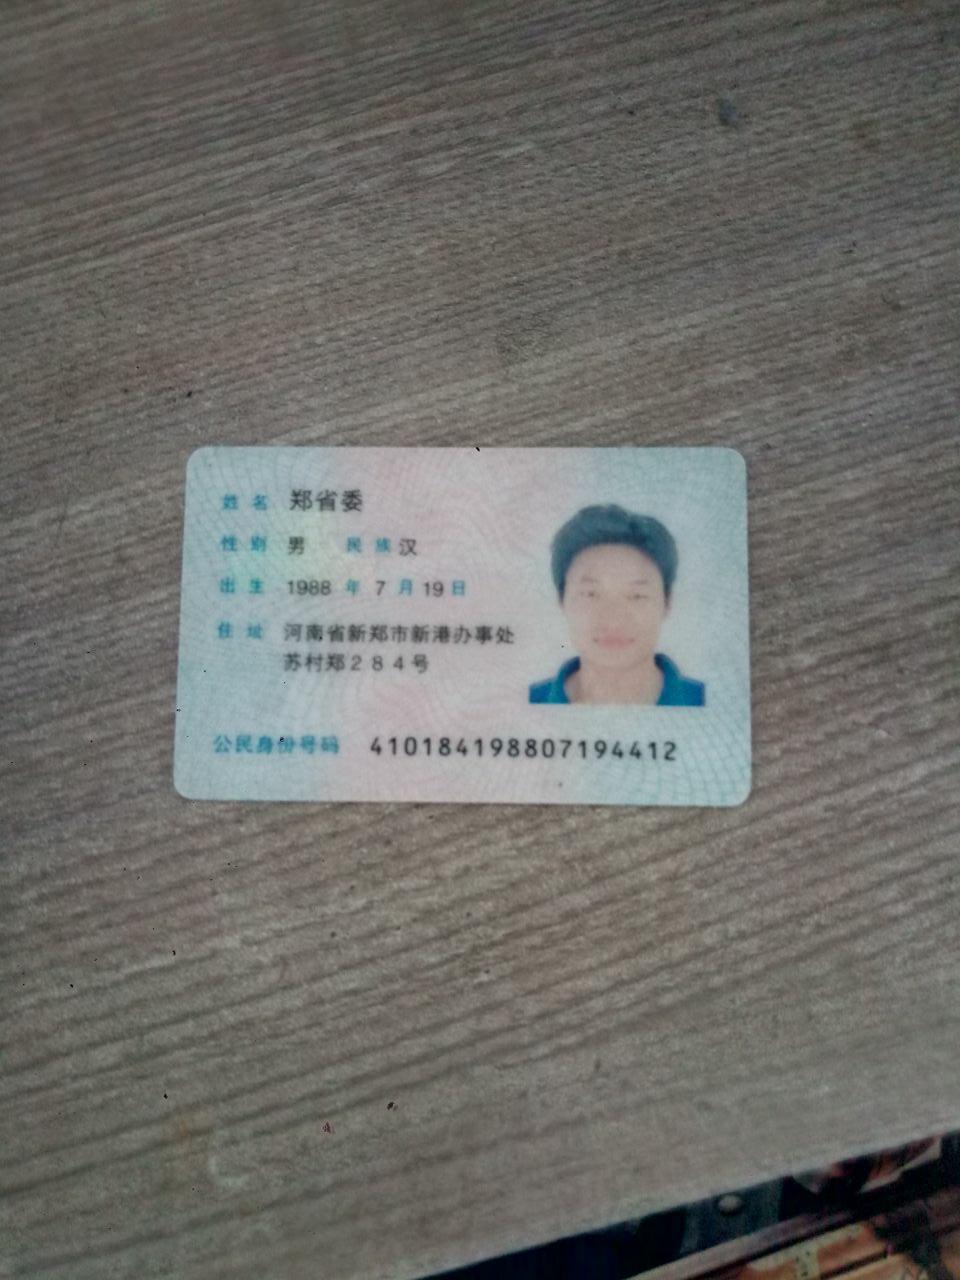 姓名 郑省委
性别 男 民族 汉
出生 1988 年 7 月 19 日
住址 河南省新郑市新港办事处
苏村郑284号
公民身份号码 410184198807194412